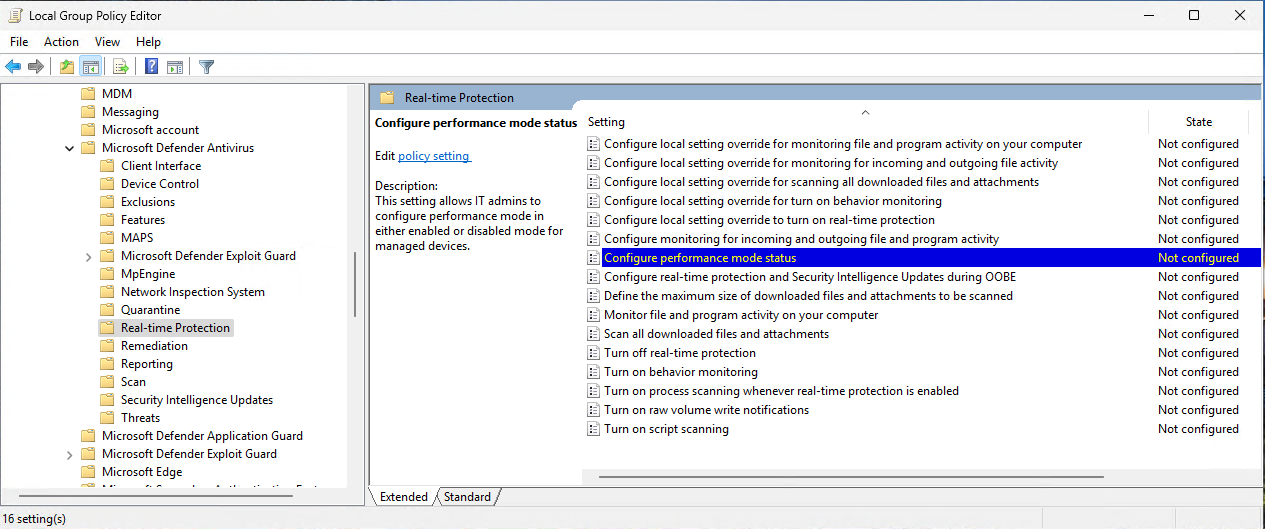 Local Group Policy Editor
File Action View Help
MDM
Messaging
Microsoft account
Microsoft Defender Antivirus
Client Interface
Device Control
Exclusions
Features
MAPS
Microsoft Defender Exploit Guard
MpEngine
Network Inspection System
Quarantine
Real-time Protection
Remediation
Reporting
Scan
Security Intelligence Updates
Threats
Microsoft Defender Application Guard
Microsoft Defender Exploit Guard
Microsoft Edge
Real-time Protection
Configure performance mode status
Edit policy setting
Description:
This setting allows IT admins to
configure performance mode in
either enabled or disabled mode for
managed devices.
Setting State
Configure local setting override for monitoring file and program activity on your computer Not configured
Configure local setting override for monitoring for incoming and outgoing file activity Not configured
Configure local setting override for scanning all downloaded files and attachments Not configured
Configure local setting override for turn on behavior monitoring Not configured
Configure local setting override to turn on real-time protection Not configured
Configure monitoring for incoming and outgoing file and program activity Not configured
Configure performance mode status Not configured
Configure real-time protection and Security Intelligence Updates during OOBE Not configured
Define the maximum size of downloaded files and attachments to be scanned Not configured
Monitor file and program activity on your computer Not configured
Scan all downloaded files and attachments Not configured
Turn off real-time protection Not configured
Turn on behavior monitoring Not configured
Turn on process scanning whenever real-time protection is enabled Not configured
Turn on raw volume write notifications Not configured
Turn on script scanning Not configured
Extended Standard
16 setting(s)